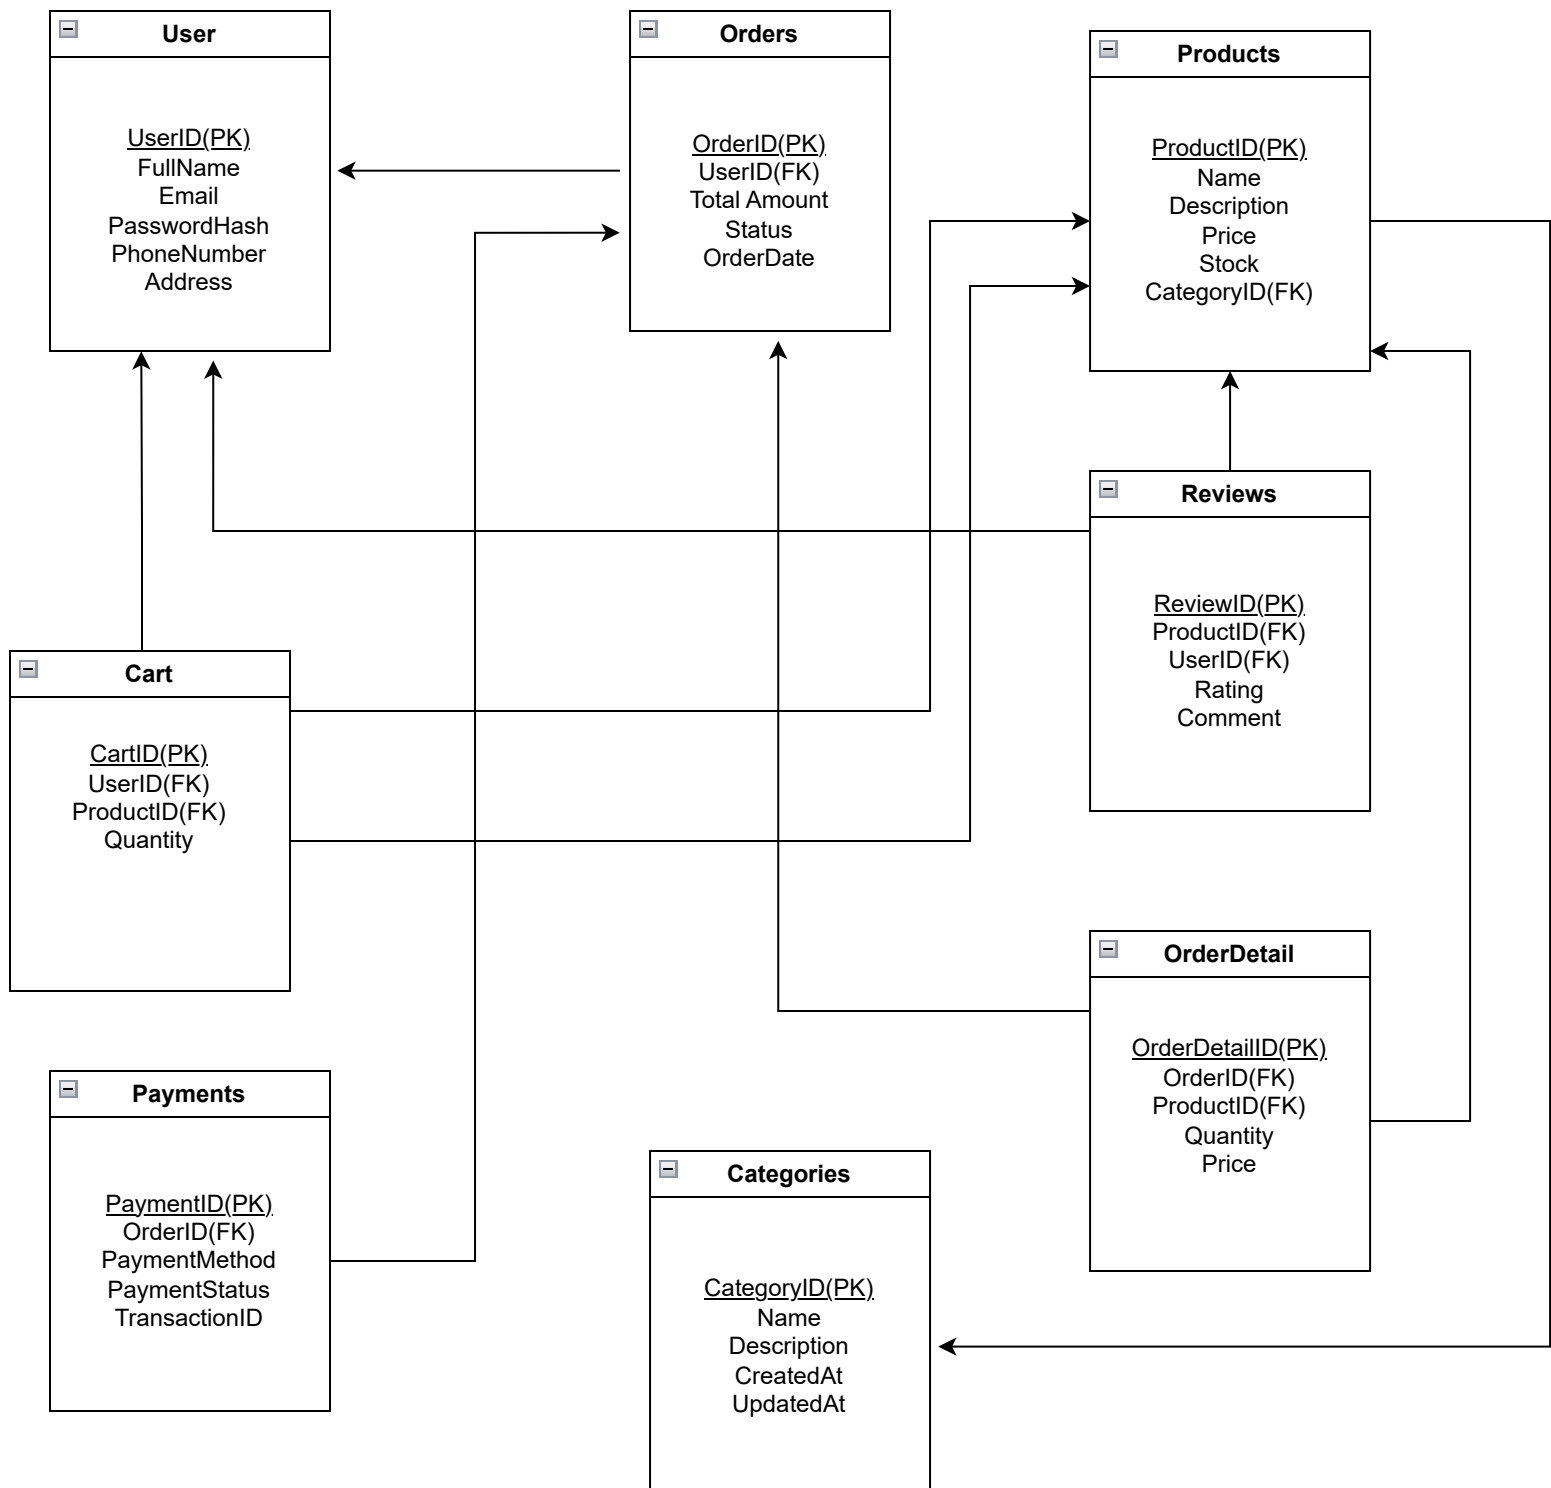 User
UserID(PK)
FullName
Email
PasswordHash
PhoneNumber
Address
Orders
OrderID(PK)
UserID(FK)
Total Amount
Status
OrderDate
Products
ProductID(PK)
Name
Description
Price
Stock
CategoryID(FK)
Reviews
ReviewID(PK)
ProductID(FK)
UserID(FK)
Rating
Comment
Cart
CartID(PK)
UserID(FK)
ProductID(FK)
Quantity
OrderDetail
OrderDetailID(PK)
OrderID(FK)
ProductID(FK)
Quantity
Price
Payments
PaymentID(PK)
OrderID(FK)
PaymentMethod
PaymentStatus
TransactionID
Categories
CategoryID(PK)
Name
Description
CreatedAt
UpdatedAt